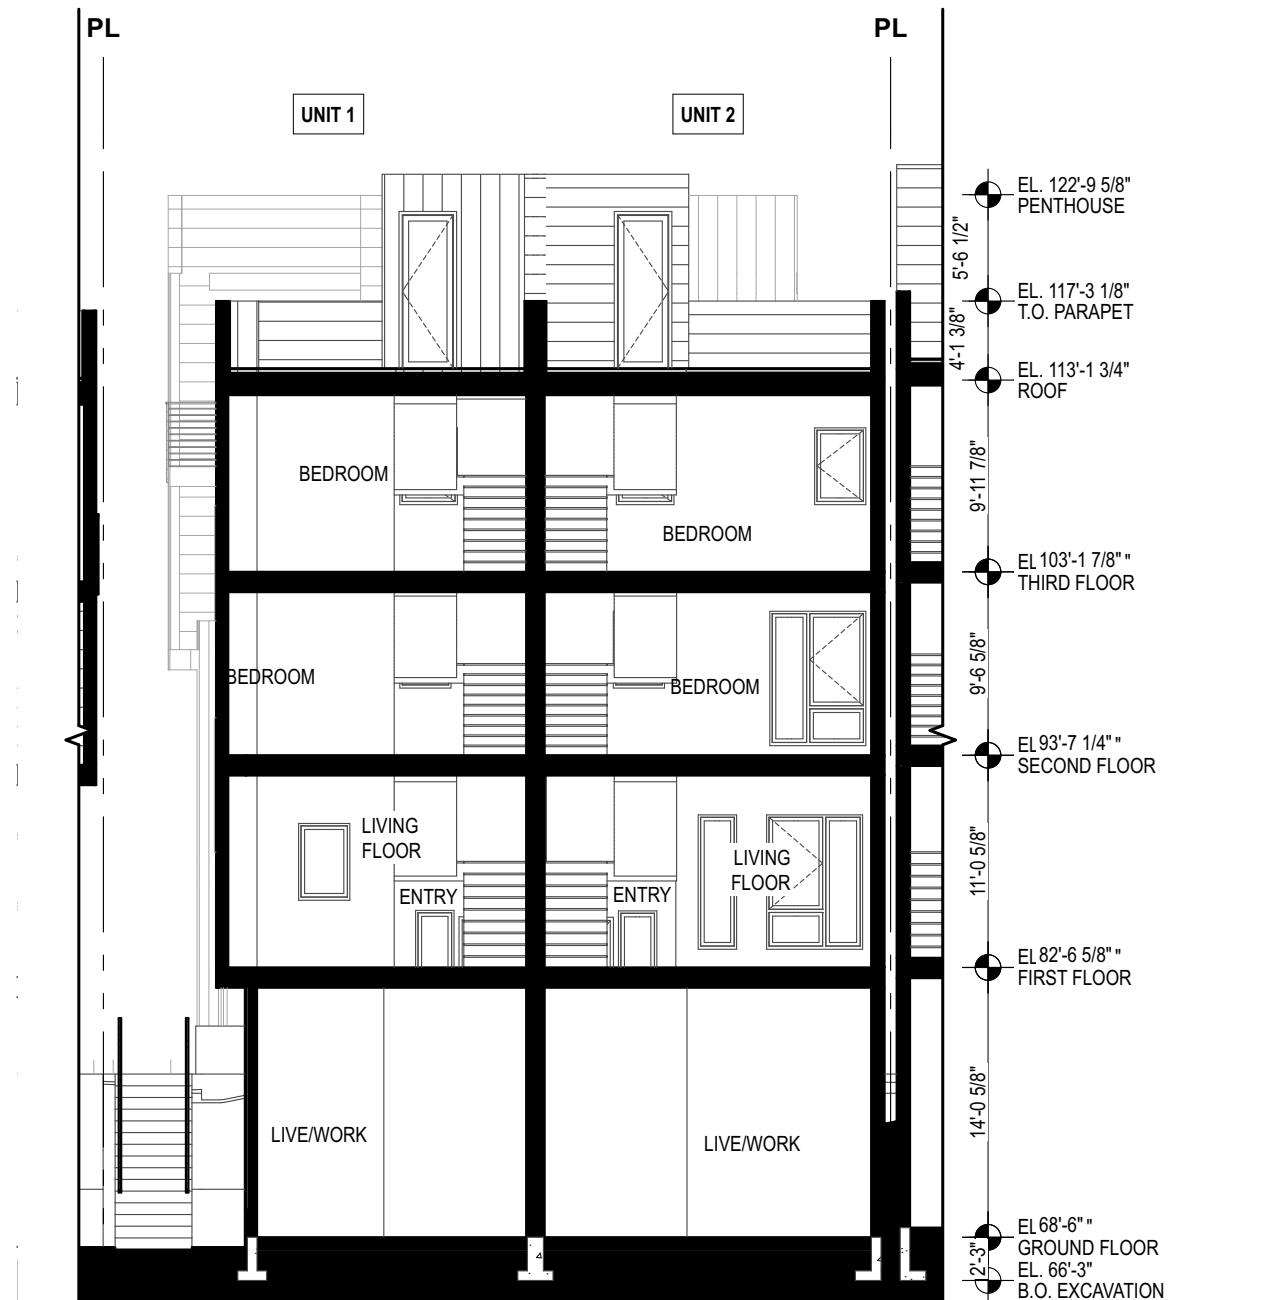 PL
PL
UNIT 1
UNIT 2
EL. 122'-9 5/8"
PENTHOUSE
5'-6 1/2"
EL. 117'-3 1/8"
T.O. PARAPET
4'-1 3/8"
EL. 113'-1 3/4"
ROOF
BEDROOM
9'-11 7/8"
BEDROOM
EL 103'-1 7/8" "
THIRD FLOOR
9'-6 5/8"
BEDROOM
BEDROOM
EL 93'-7 1/4" "
SECOND FLOOR
LIVING
FLOOR
11'-0 5/8"
LIVING
FLOOR
ENTRY
ENTRY
EL 82'-6 5/8" "
FIRST FLOOR
14'-0 5/8"
LIVE/WORK
LIVE/WORK
EL 68'-6" "
GROUND FLOOR
2'-3"
EL. 66'-3"
B.O. EXCAVATION